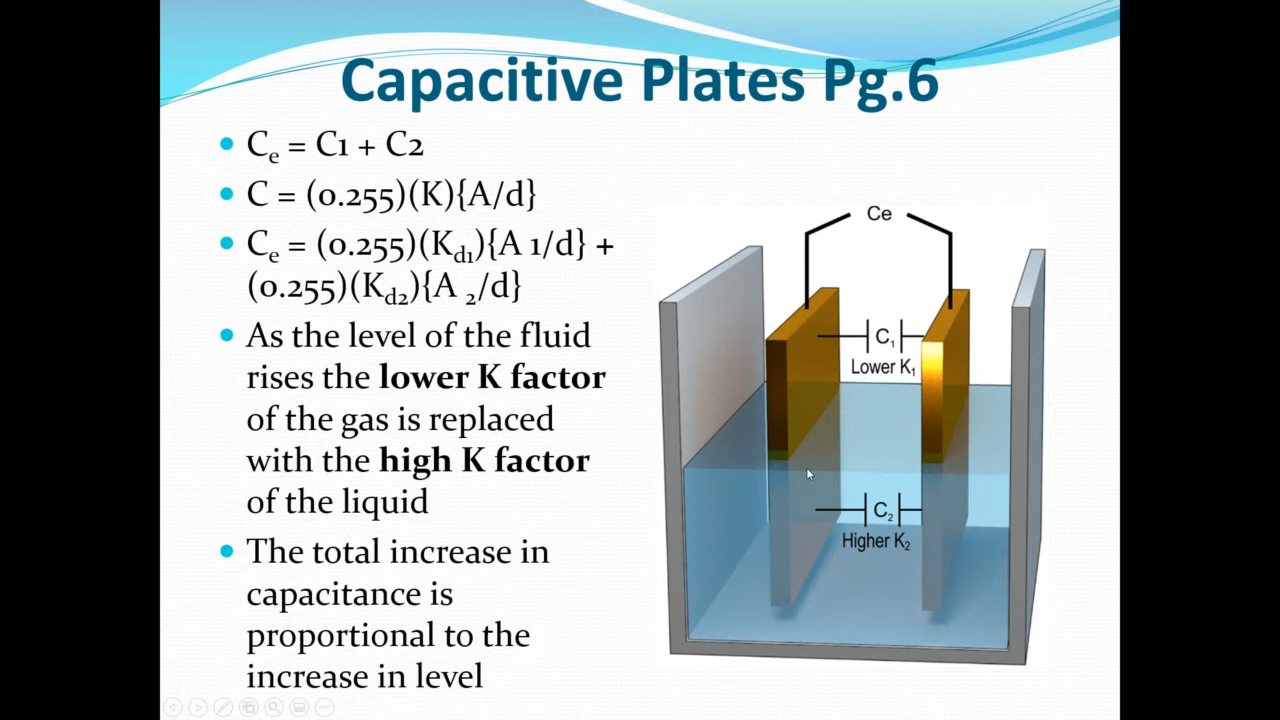 Capacitive Plates Pg.6
Ce = C1 + C2
C = (0.255)(K){A/d}
Ce = (0.255)(Kd1){A 1/d} +
(0.255)(Kd2){A 2/d}
As the level of the fluid
rises the lower K factor
of the gas is replaced
with the high K factor
of the liquid
The total increase in
capacitance is
proportional to the
increase in level
Ce
C1
Lower K1
C2
Higher K2